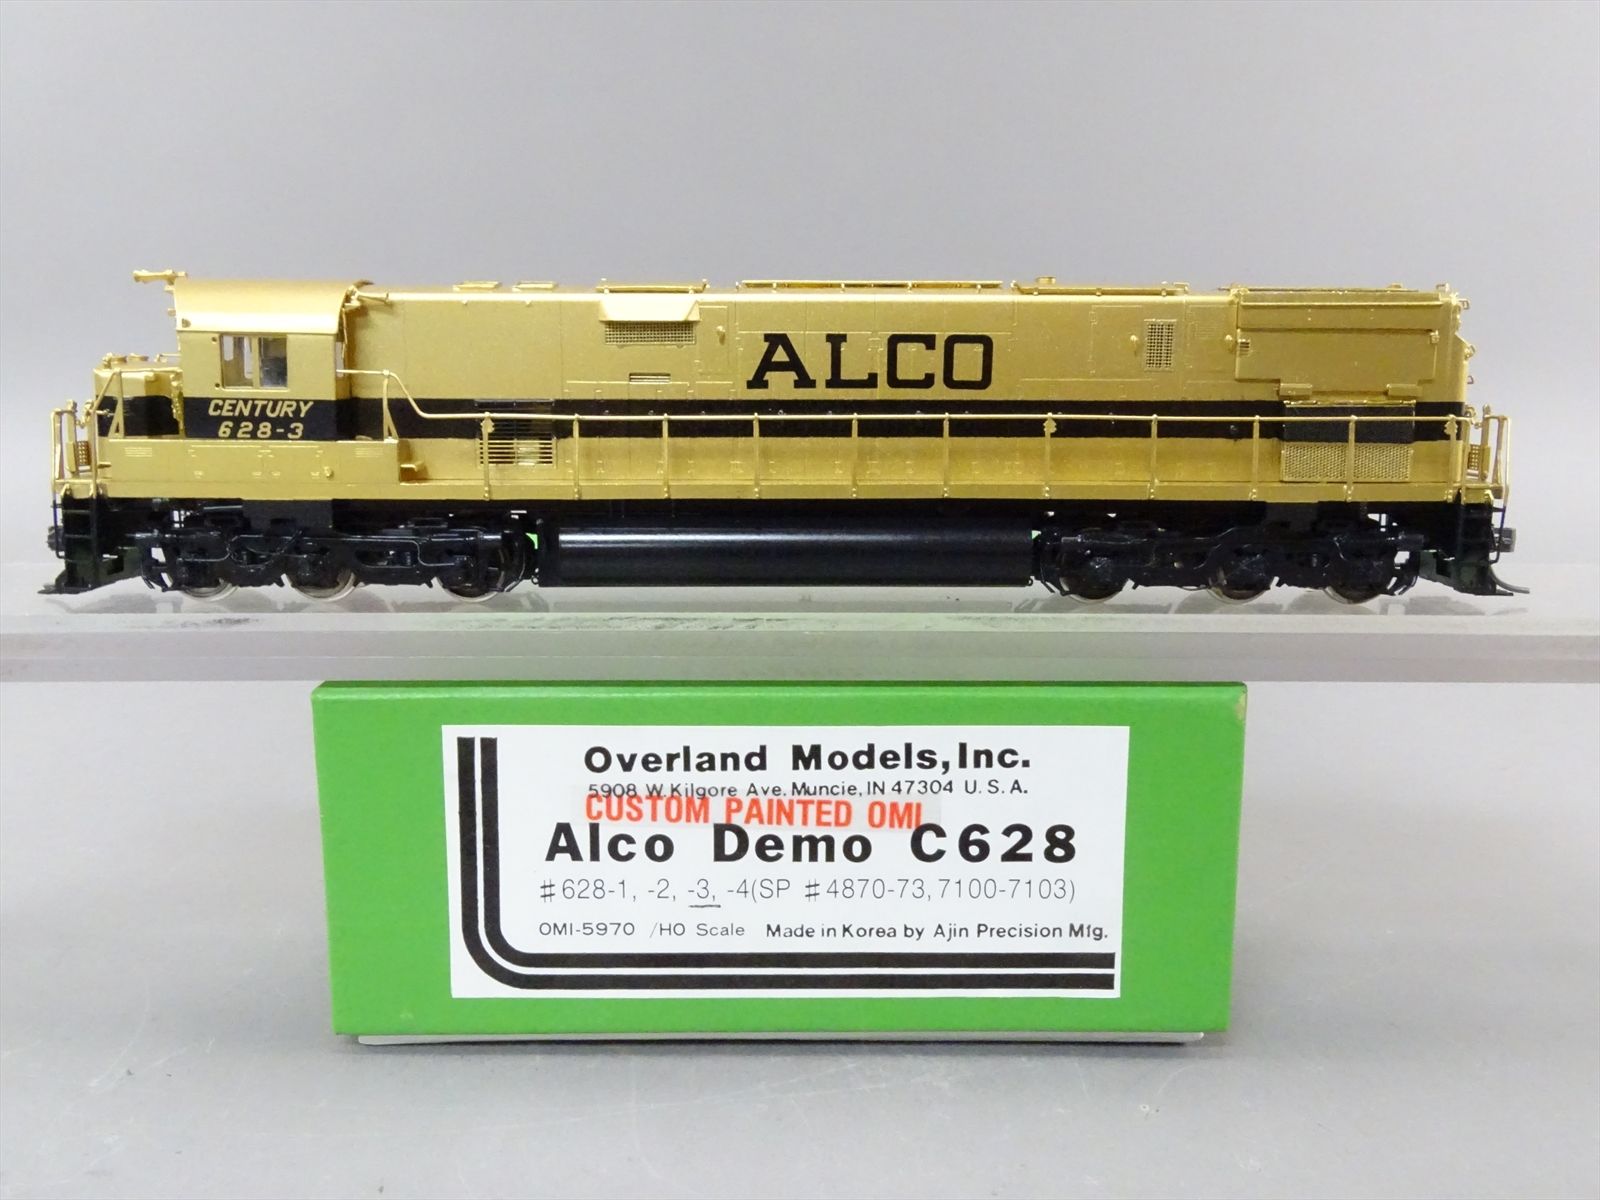 ALCO
CENTURY
628-3
Overland Models, Inc.
5908 W. Kilgore Ave. Muncie, IN 47304 U.S.A.
CUSTOM PAINTED OMI
Alco Demo C628
#628-1, -2, -3, -4(SP #4870-73, 7100-7103)
OMI-5970 /HO Scale Made in Korea by Ajin Precision Mfg.